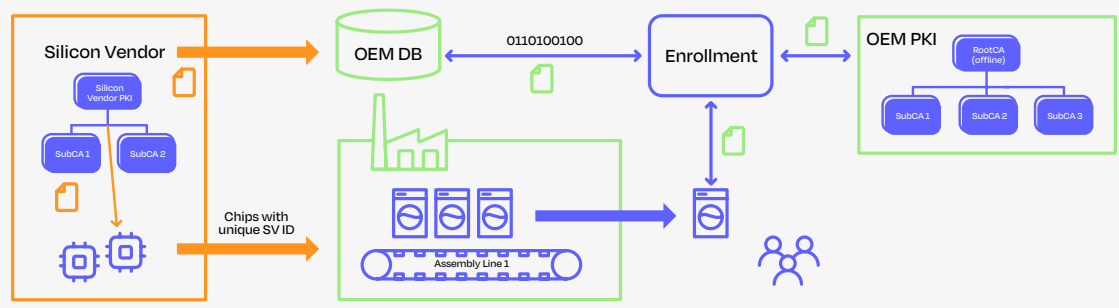 Silicon Vendor
Silicon
Vendor PKI
SubCA 1
SubCA 2
Chips with
unique SV ID
OEM DB
0110100100
Enrollment
OEM PKI
RootCA
(offline)
SubCA 1
SubCA 2
SubCA 3
Assembly Line 1